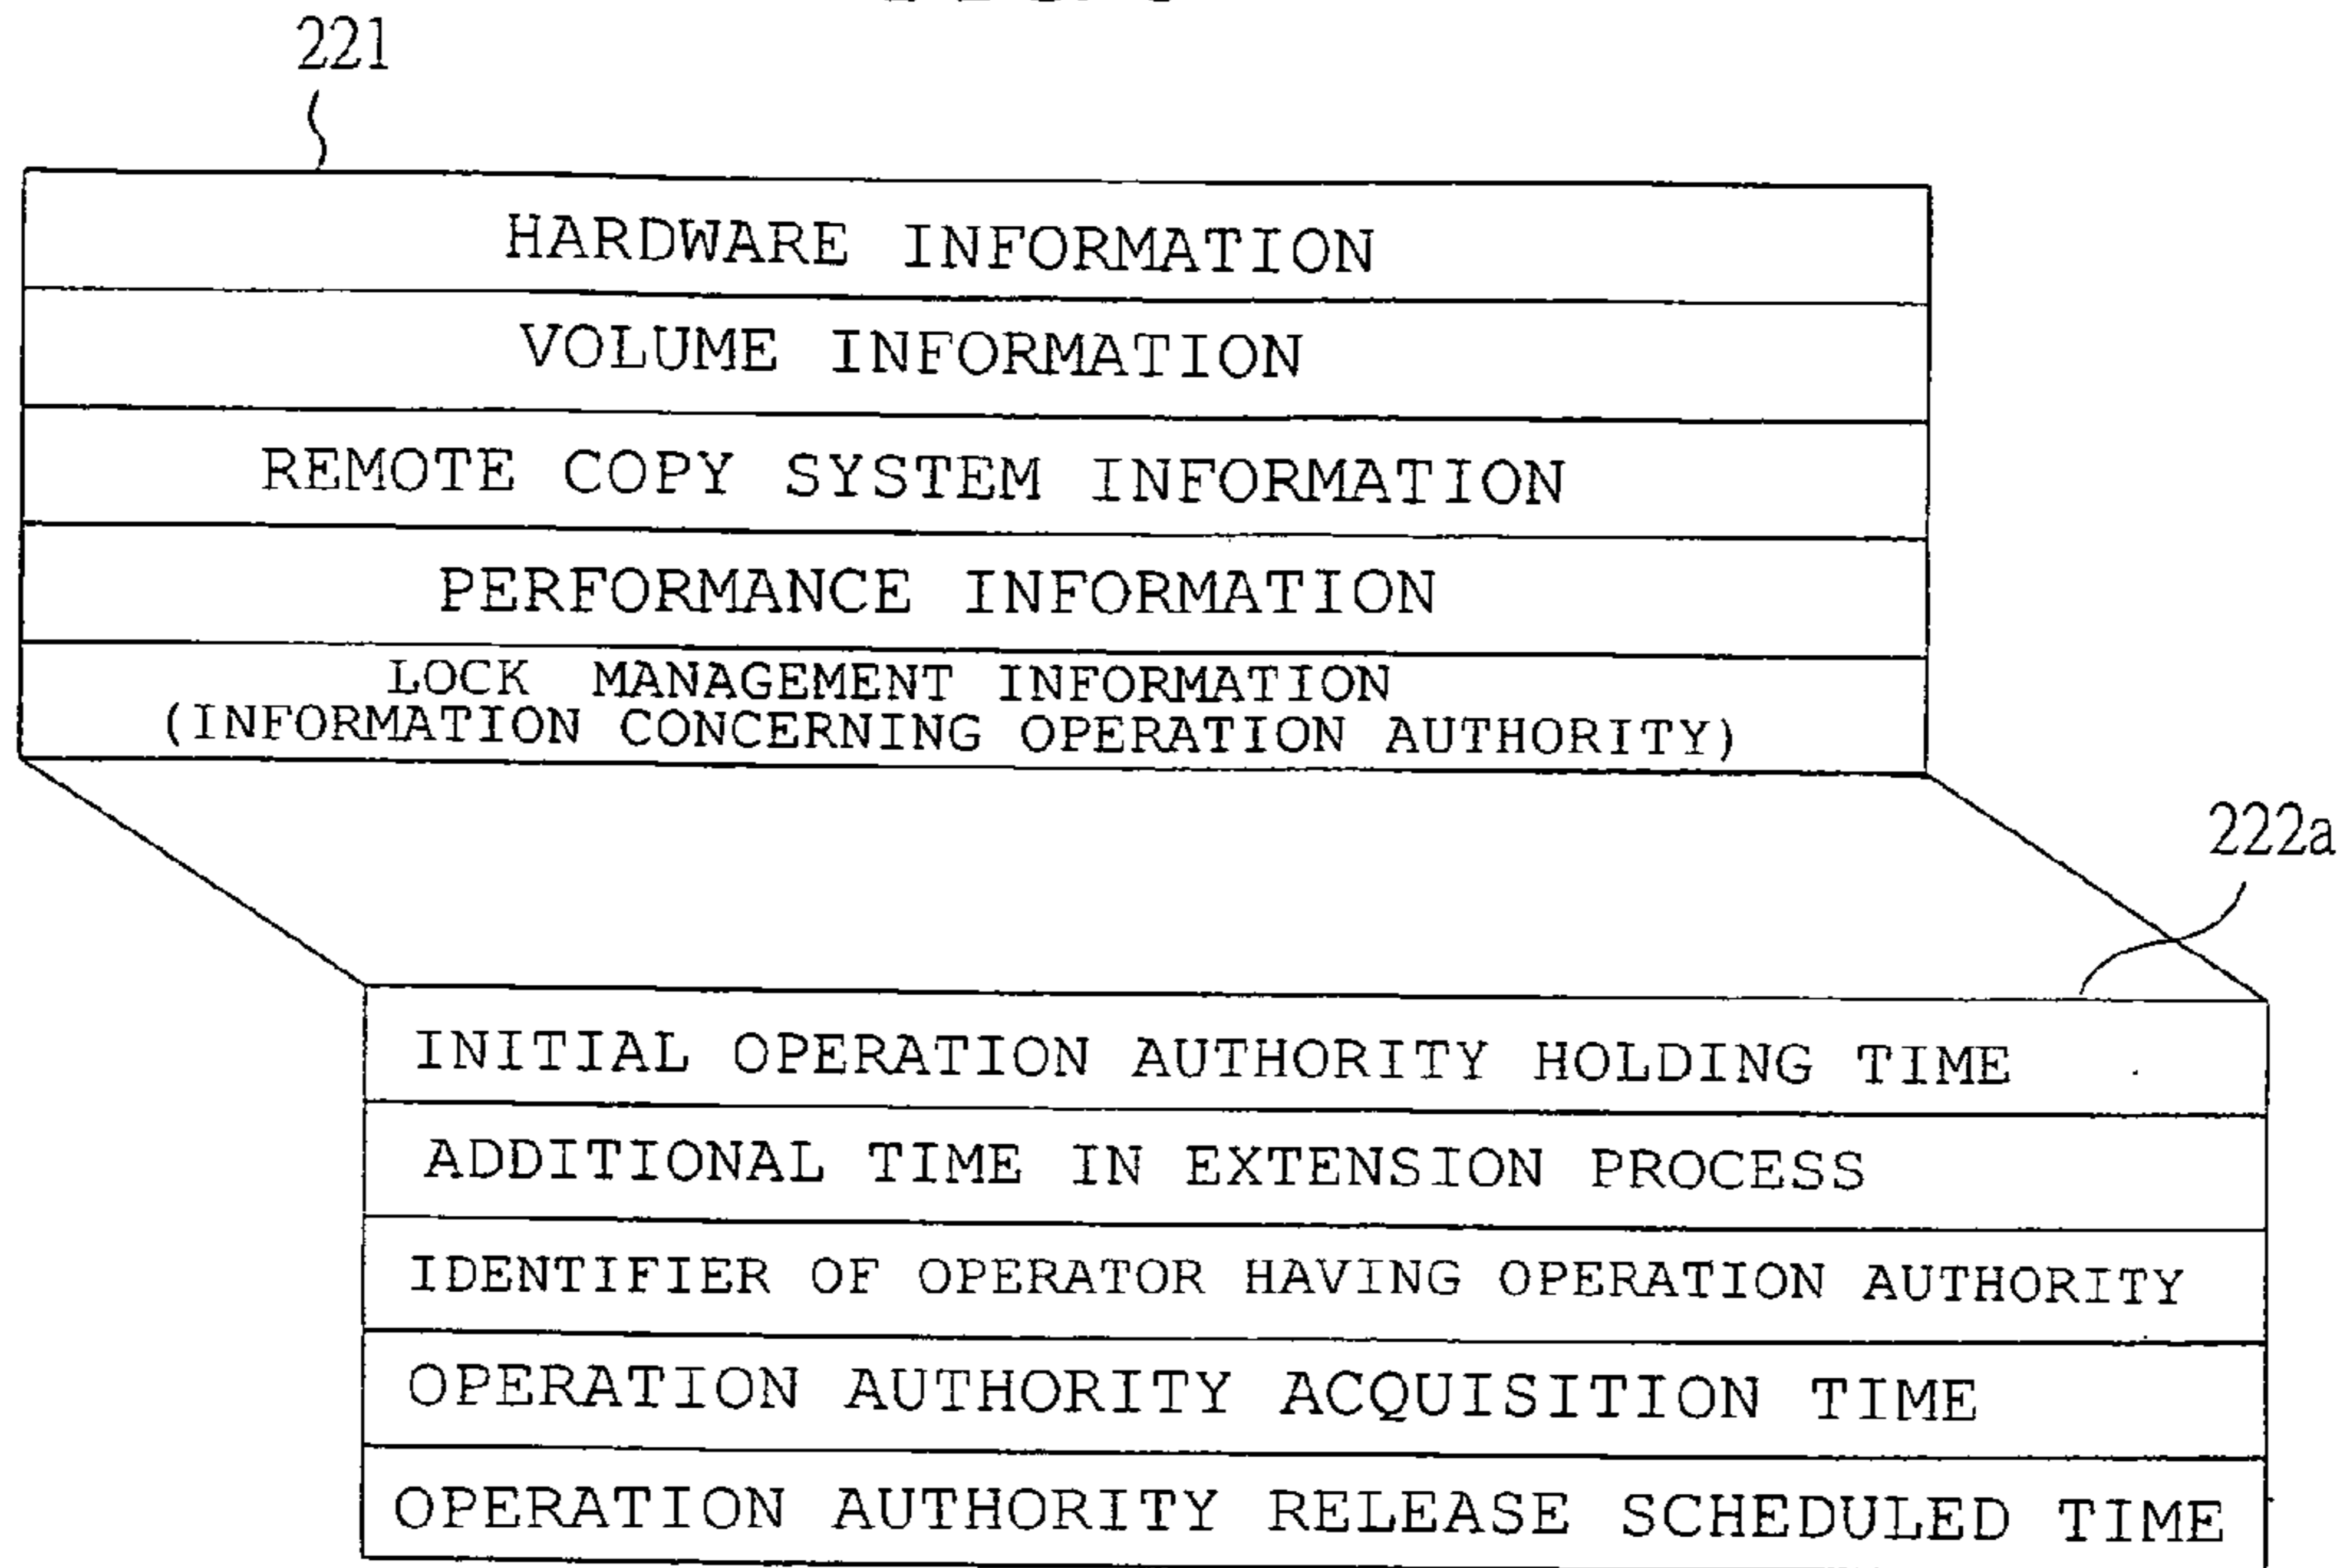 221
HARDWARE INFORMATION
VOLUME INFORMATION
REMOTE COPY SYSTEM INFORMATION
PERFORMANCE INFORMATION
LOCK MANAGEMENT INFORMATION
(INFORMATION CONCERNING OPERATION AUTHORITY)
222a
INITIAL OPERATION AUTHORITY HOLDING TIME
ADDITIONAL TIME IN EXTENSION PROCESS
IDENTIFIER OF OPERATOR HAVING OPERATION AUTHORITY
OPERATION AUTHORITY ACQUISITION TIME
OPERATION AUTHORITY RELEASE SCHEDULED TIME